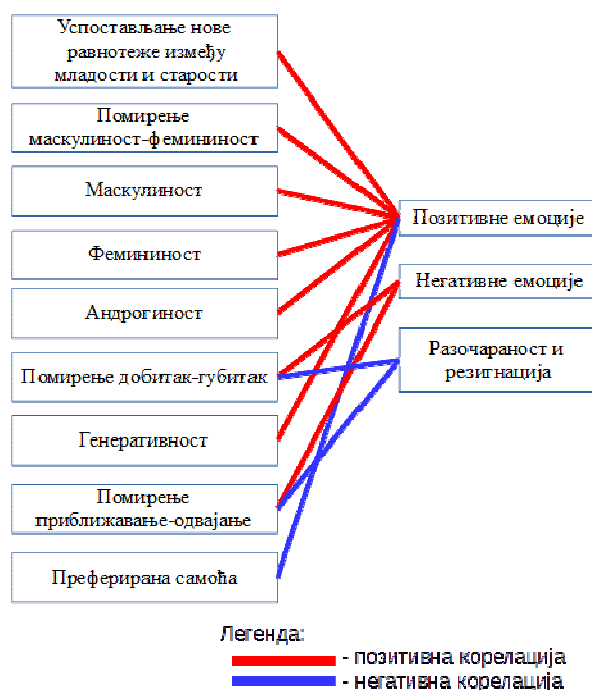 Успостављање нове
равнотеже између
младости и старости
Помирење
маскулиност-фемининост
Маскулиност
Фемининост
Андрогиност
Помирење добитак-губитак
Генеративност
Помирење
приближавање-одвајање
Преферирана самоћа
Позитивне емоције
Негативне емоције
Разочараност и
резигнација
Легенда:
- позитивна корелација
- негативна корелација